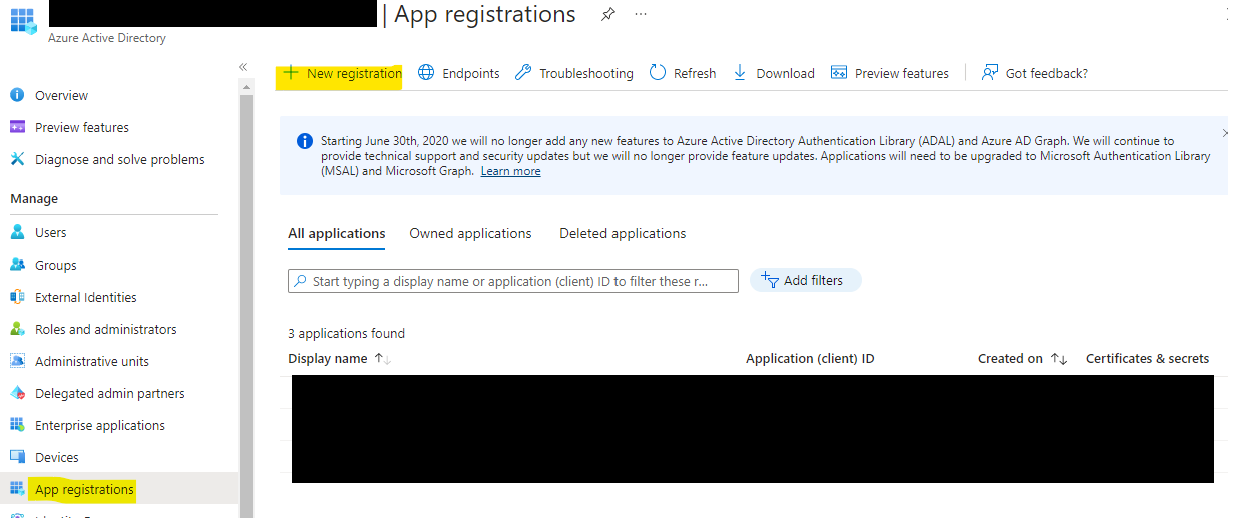 | App registrations
Azure Active Directory
New registration
Endpoints
Troubleshooting
Refresh
Download
Preview features
Got feedback?
Overview
Preview features
Diagnose and solve problems
Manage
Users
Groups
External Identities
Roles and administrators
Administrative units
Delegated admin partners
Enterprise applications
Devices
App registrations
Starting June 30th, 2020 we will no longer add any new features to Azure Active Directory Authentication Library (ADAL) and Azure AD Graph. We will continue to
provide technical support and security updates but we will no longer provide feature updates. Applications will need to be upgraded to Microsoft Authentication Library
(MSAL) and Microsoft Graph. Learn more
All applications
Owned applications
Deleted applications
Start typing a display name or application (client) ID to filter these r...
Add filters
3 applications found
Display name
Application (client) ID
Created on
Certificates & secrets